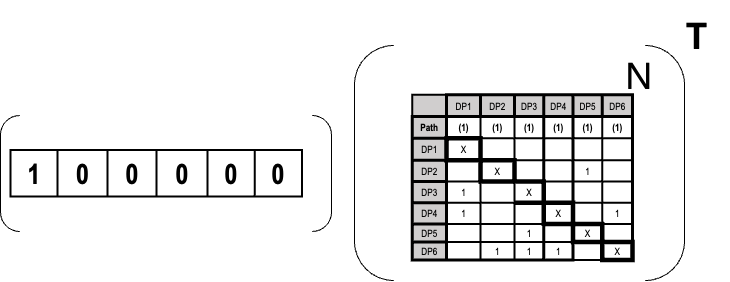 T
N
1 0 0 0 0 0
DP1 DP2 DP3 DP4 DP5 DP6
Path (1) (1) (1) (1) (1) (1)
DP1 X
DP2 X 1
DP3 1 X
DP4 1 X 1
DP5 1 X
DP6 1 1 1 X